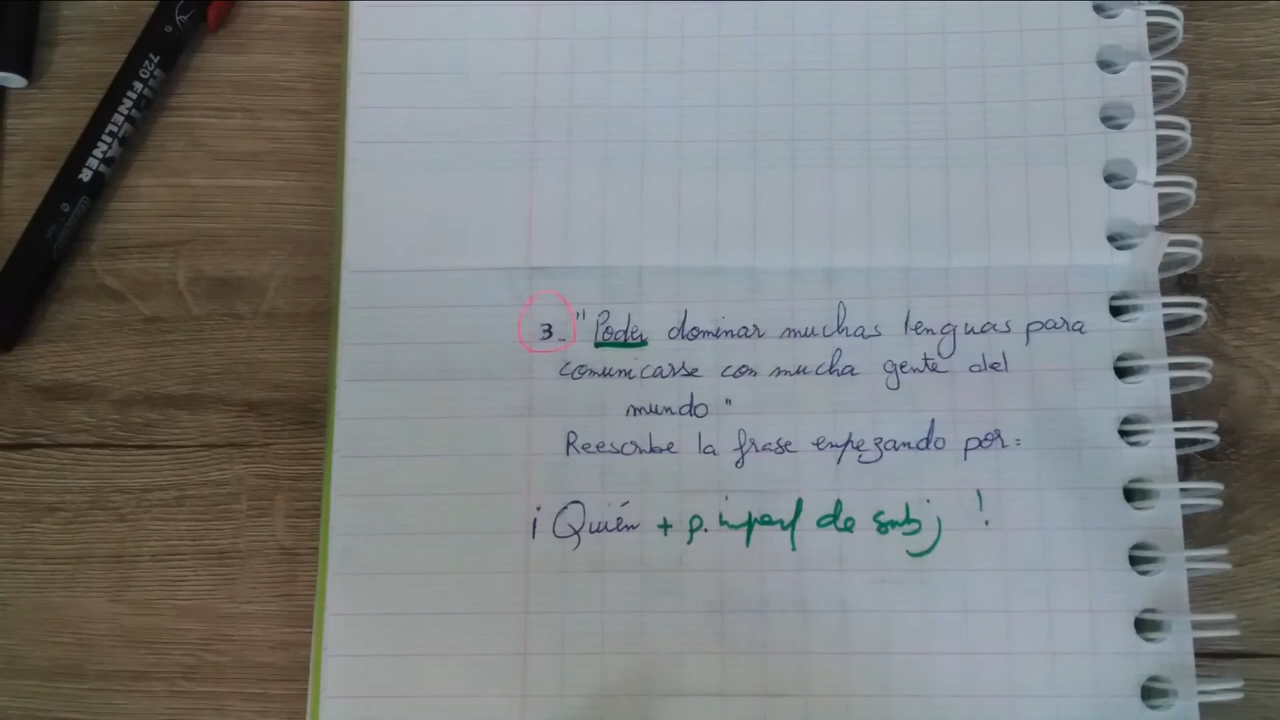 720 FINELINER
3_ "Poder dominar muchas lenguas para
comunicarse con mucha gente del
mundo"
Reescribe la frase empezando por:
¡Quién + p. imperf de subj !